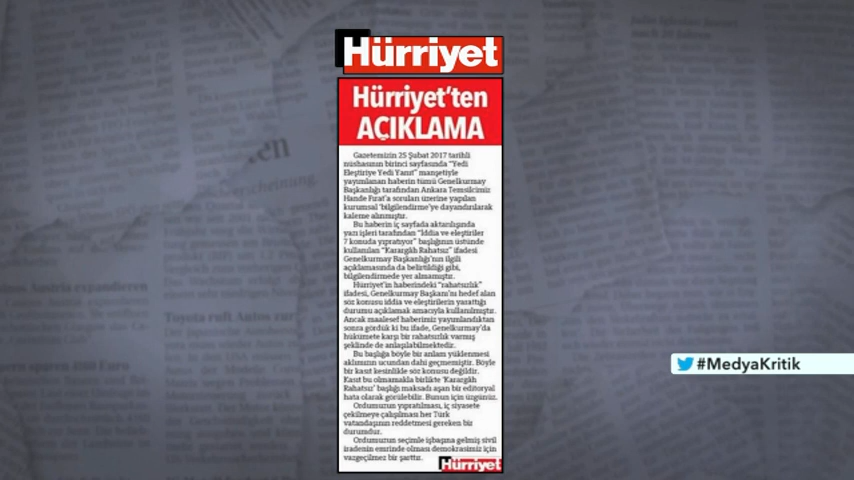 Hürriyet
Hürriyet'ten
AÇIKLAMA
Gazetemizin 25 Şubat 2017 tarihli
nüshasının birinci sayfasında "Yedi
Eleştiriye Yedi Yanıt" manşetiyle
yayımlanan haberin tümü Genelkurmay
Başkanlığı tarafından Ankara Temsilcimiz
Hande Fırat'a soruları üzerine yapılan
kurumsal 'bilgilendirme'ye dayandırılarak
kaleme alınmıştır.
Bu haberin iç sayfada aktarılışında
yazı işleri tarafından "İddia ve eleştiriler
7 konuda yıpratıyor" başlığının üstünde
kullanılan "Karargâh Rahatsız" ifadesi
Genelkurmay Başkanlığı'nın ilgili
açıklamasında da belirtildiği gibi,
bilgilendirmede yer almamıştır.
Hürriyet'in haberindeki "rahatsızlık"
ifadesi, Genelkurmay Başkanı'nı hedef alan
söz konusu iddia ve eleştirilerin yarattığı
durumu açıklamak amacıyla kullanılmıştır.
Ancak maalesef haberimiz yayımlandıktan
sonra gördük ki bu ifade, Genelkurmay'da
hükümete karşı bir rahatsızlık varmış
şeklinde de anlaşılabilmektedir.
Bu başlığa böyle bir anlam yüklenmesi
aklımızın ucundan dahi geçmemiştir. Böyle
bir kasıt kesinlikle söz konusu değildir.
Kasıt bu olmamakla birlikte 'Karargâh
Rahatsız' başlığı maksadı aşan bir editoryal
hata olarak görülebilir. Bunun için üzgünüz.
Ordumuzun yıpratılması, iç siyasete
çekilmeye çalışılması her Türk
vatandaşının reddetmesi gereken bir
durumdur.
Ordumuzun seçimle işbaşına gelmiş sivil
iradenin emrinde olması demokrasimiz için
vazgeçilmez bir şarttır.
Hürriyet
#MedyaKritik